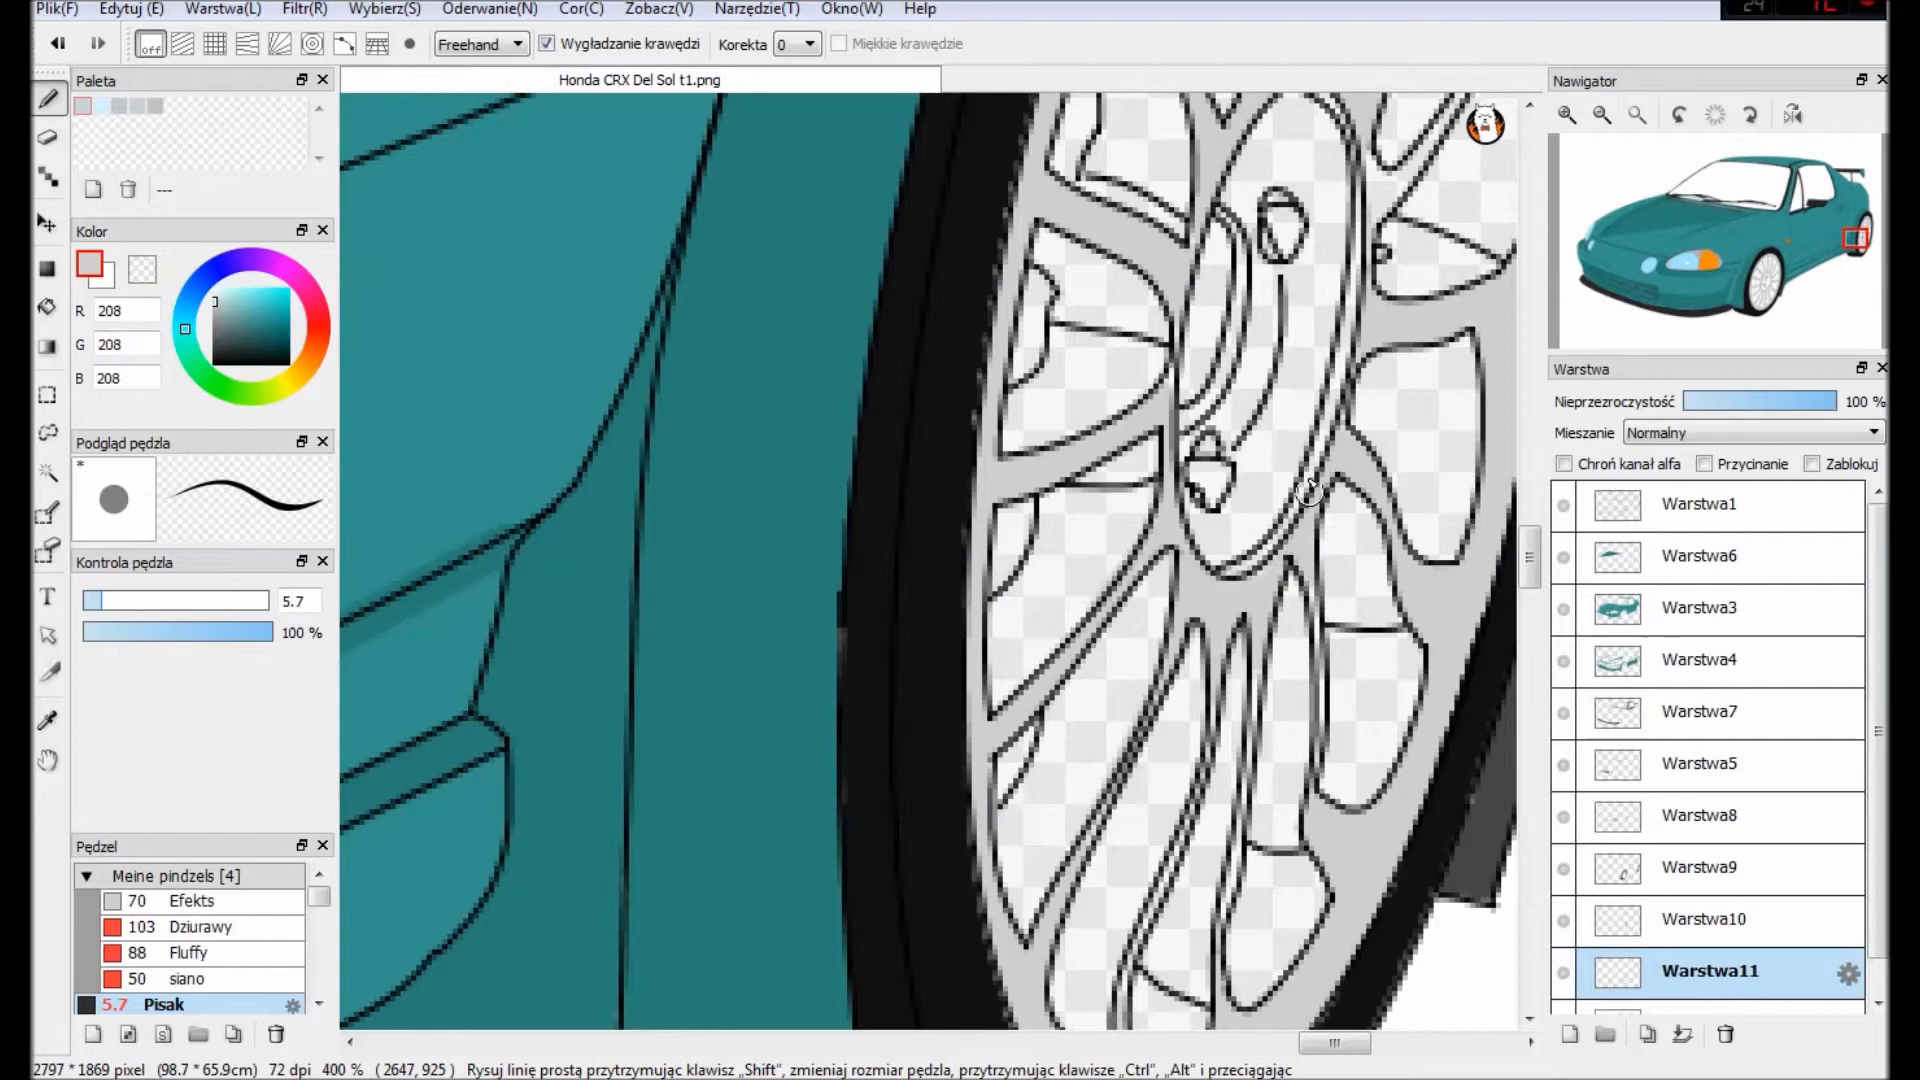 Plik(F) Edytuj (E) Warstwa(L) Filtr(R) Wybierz(S) Oderwanie(N) Cor(C) Zobacz(V) Narzędzie(T) Okno(W) Help
off Freehand Wygładzanie krawędzi Korekta 0 Miękkie krawędzie
Paleta
Honda CRX Del Sol t1.png
Nawigator
---
Kolor
R 208
G 208
B 208
Warstwa
Nieprzezroczystość 100 %
Mieszanie Normalny
Chroń kanał alfa Przycinanie Zablokuj
Podgląd pędzla
*
Kontrola pędzla
5.7
100 %
Warstwa1
Warstwa6
Warstwa3
Warstwa4
Warstwa7
Warstwa5
Warstwa8
Warstwa9
Warstwa10
Warstwa11
Pędzel
Meine pindzels [4]
70 Efekts
103 Dziurawy
88 Fluffy
50 siano
5.7 Pisak
2797 * 1869 pixel (98.7 * 65.9cm) 72 dpi 400 % ( 2647, 925 ) Rysuj linię prostą przytrzymując klawisz „Shift”, zmieniaj rozmiar pędzla, przytrzymując klawisze „Ctrl”, „Alt” i przeciągając